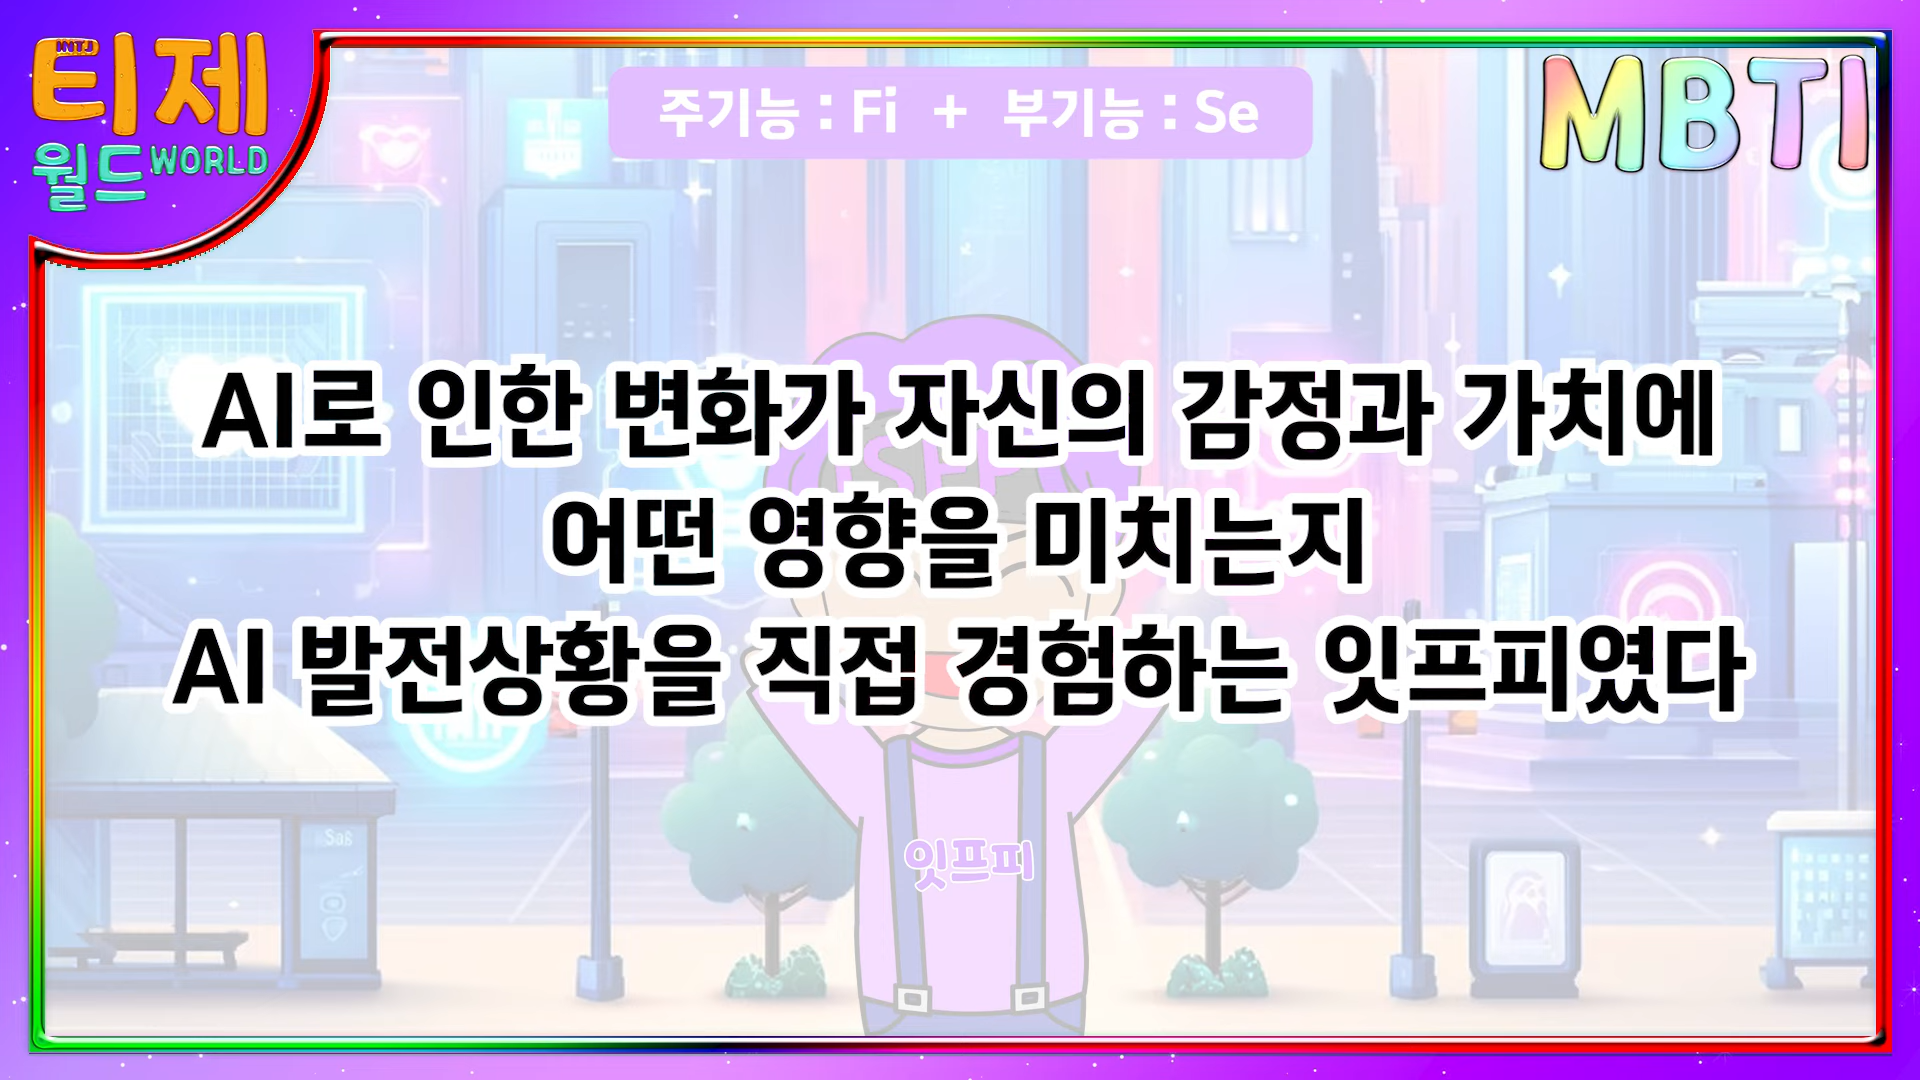 INTJ
티제
월드 WORLD
MBTI
주기능 : Fi + 부기능 : Se
AI로 인한 변화가 자신의 감정과 가치에
어떤 영향을 미치는지
AI 발전상황을 직접 경험하는 잇프피였다
ISFP
잇프피